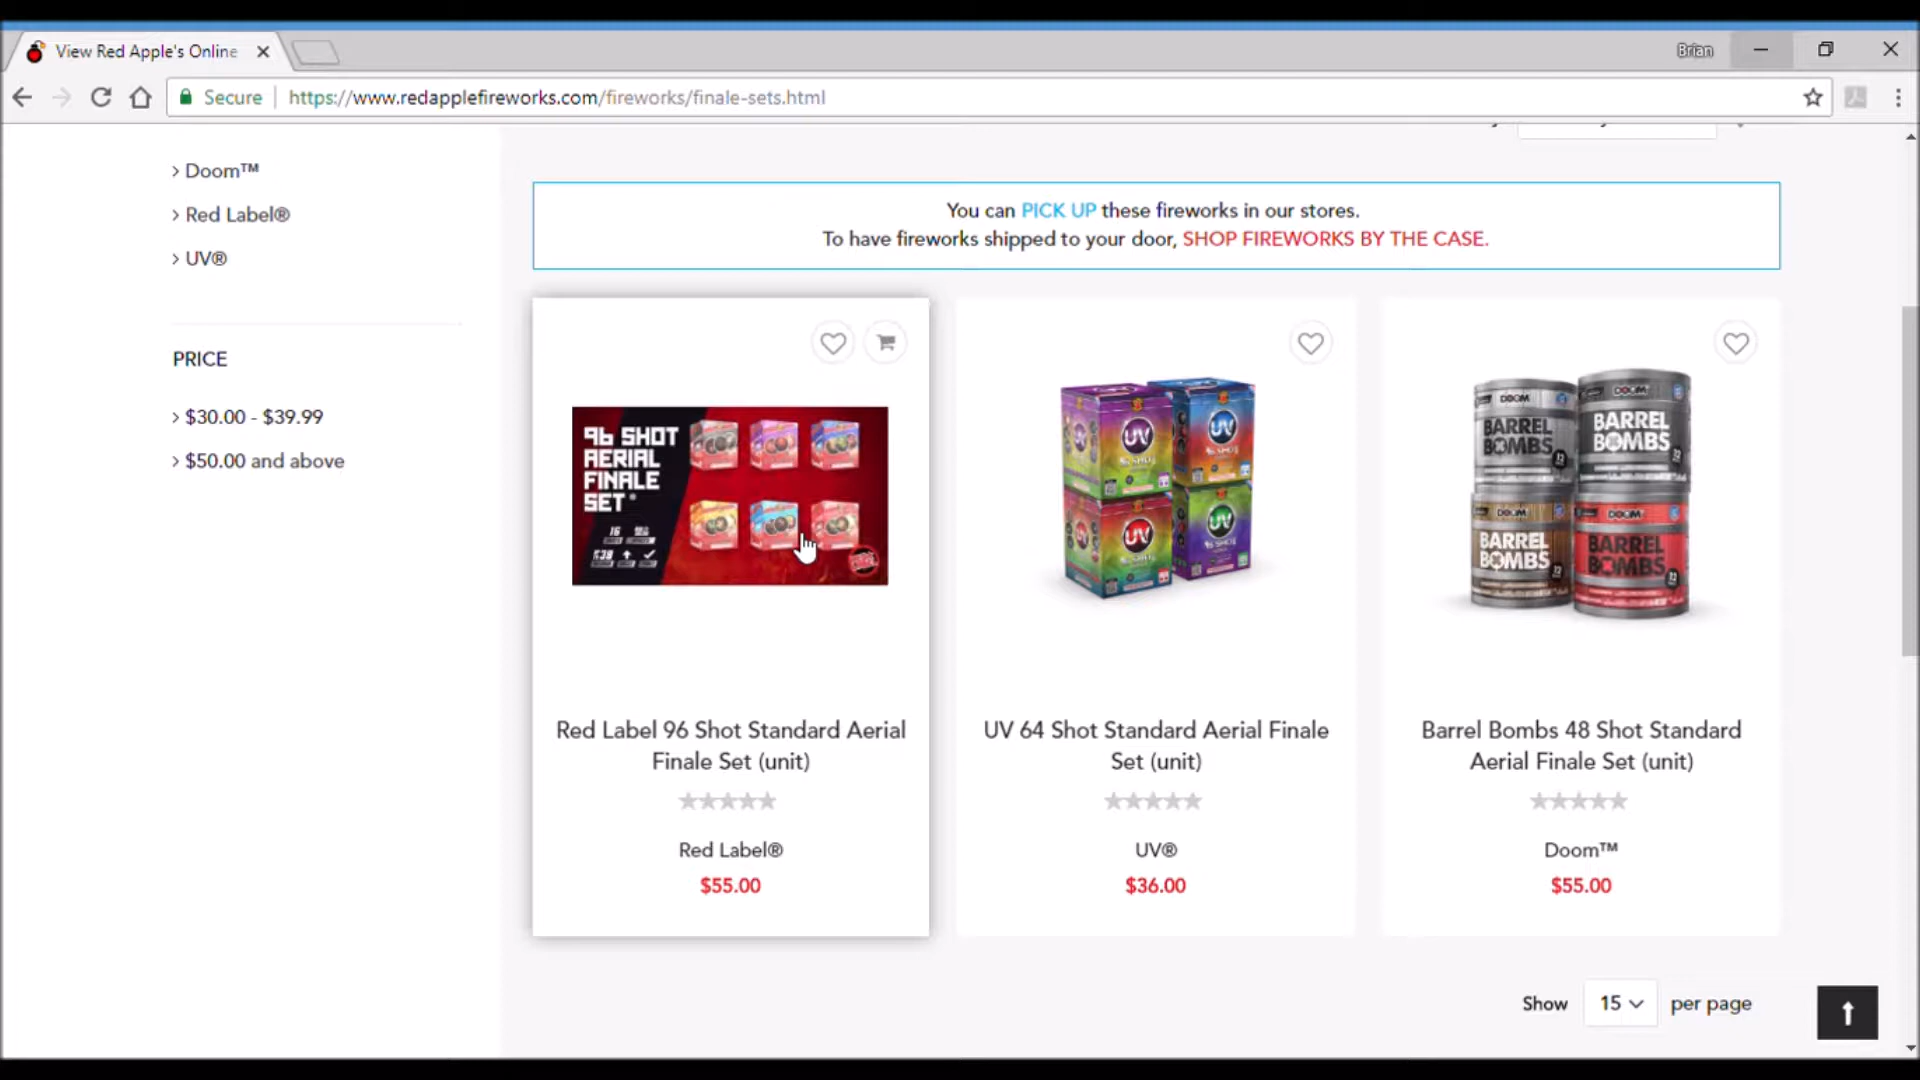 View Red Apple's Online
Brian
Secure
https://www.redapplefireworks.com/fireworks/finale-sets.html
> Doom™
> Red Label®
> UV®
PRICE
> $30.00 - $39.99
> $50.00 and above
You can PICK UP these fireworks in our stores.
To have fireworks shipped to your door, SHOP FIREWORKS BY THE CASE.
96 SHOT
AERIAL
FINALE
SET
UV
UV
UV
UV
DOOM
BARREL
BOMBS
DOOM
BARREL
BOMBS
DOOM
BARREL
BOMBS
DOOM
BARREL
BOMBS
Red Label 96 Shot Standard Aerial
Finale Set (unit)
Red Label®
$55.00
UV 64 Shot Standard Aerial Finale
Set (unit)
UV®
$36.00
Barrel Bombs 48 Shot Standard
Aerial Finale Set (unit)
Doom™
$55.00
Show 15 per page